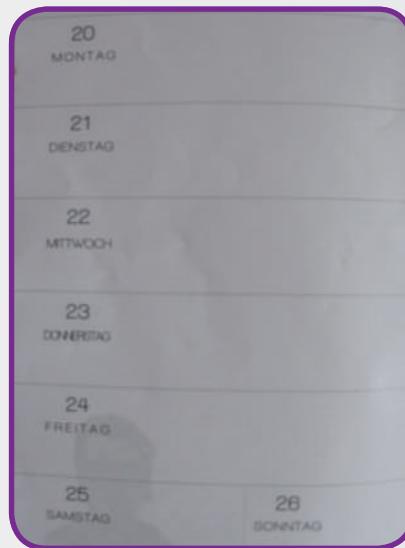 20
MONTAG
21
DIENSTAG
22
MITTWOCH
23
DONNERSTAG
24
FREITAG
25
SAMSTAG
26
SONNTAG